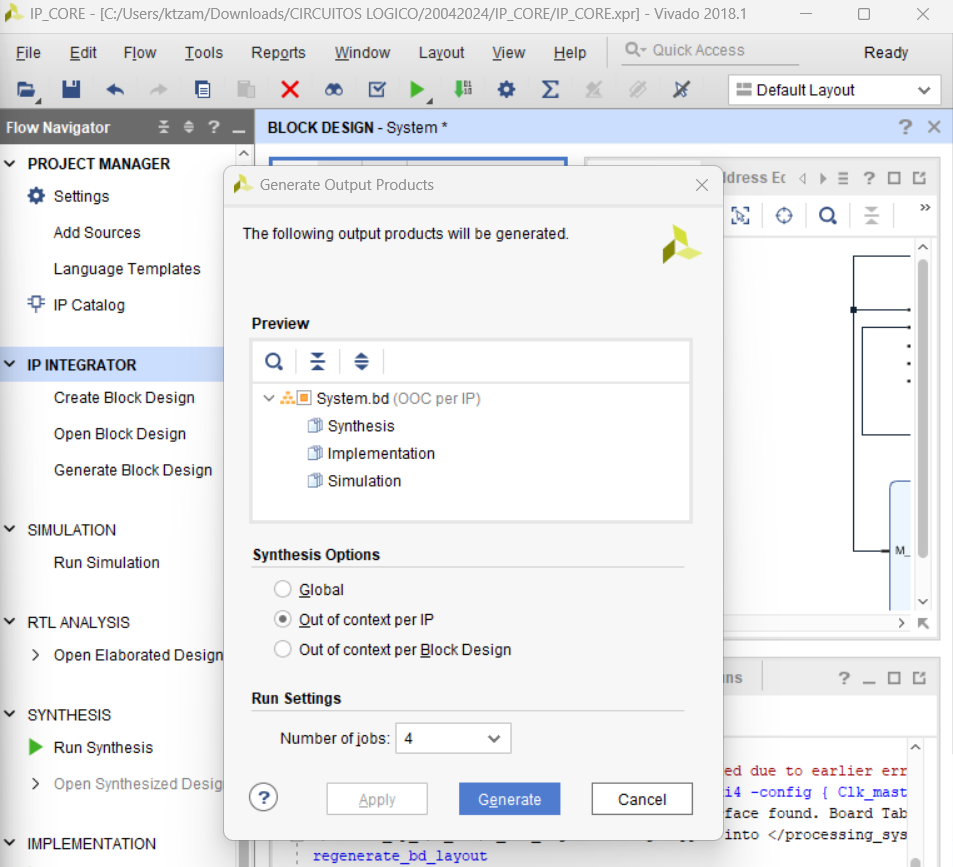 IP_CORE - [C:/Users/ktzam/Downloads/CIRCUITOS LOGICO/20042024/IP_CORE/IP_CORE.xpr] - Vivado 2018.1
File Edit Flow Tools Reports Window Layout View Help Quick Access Ready
Default Layout
Flow Navigator
BLOCK DESIGN - System *
PROJECT MANAGER
Settings
Add Sources
Language Templates
IP Catalog
IP INTEGRATOR
Create Block Design
Open Block Design
Generate Block Design
SIMULATION
Run Simulation
RTL ANALYSIS
Open Elaborated Design
SYNTHESIS
Run Synthesis
Open Synthesized Desig
IMPLEMENTATION
Generate Output Products
The following output products will be generated.
Preview
System.bd (OOC per IP)
Synthesis
Implementation
Simulation
Synthesis Options
Global
Out of context per IP
Out of context per Block Design
Run Settings
Number of jobs: 4
? Apply Generate Cancel
ddress Ec
M_
uns
ed due to earlier err
i4 -config { Clk_mast
face found. Board Tab
into </processing_sys
regenerate_bd_layout